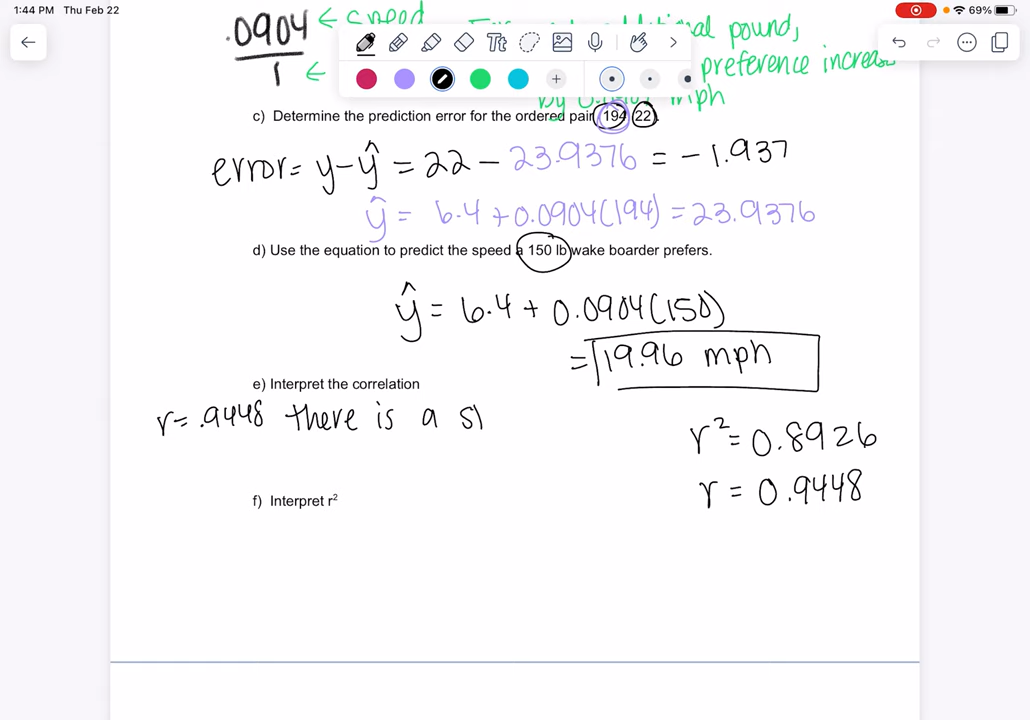 1:44 PM Thu Feb 22
69%
.0904 ← speed
1 ←
Tt
pound,
preference increas
mph
c) Determine the prediction error for the ordered pair (194, 22).
error = y - ŷ = 22 - 23.9376 = -1.937
ŷ = 6.4 + 0.0904(194) = 23.9376
d) Use the equation to predict the speed a 150 lb wake boarder prefers.
ŷ = 6.4 + 0.0904(150)
= 19.96 mph
e) Interpret the correlation
r = .9448 there is a
r² = 0.8926
r = 0.9448
f) Interpret r²